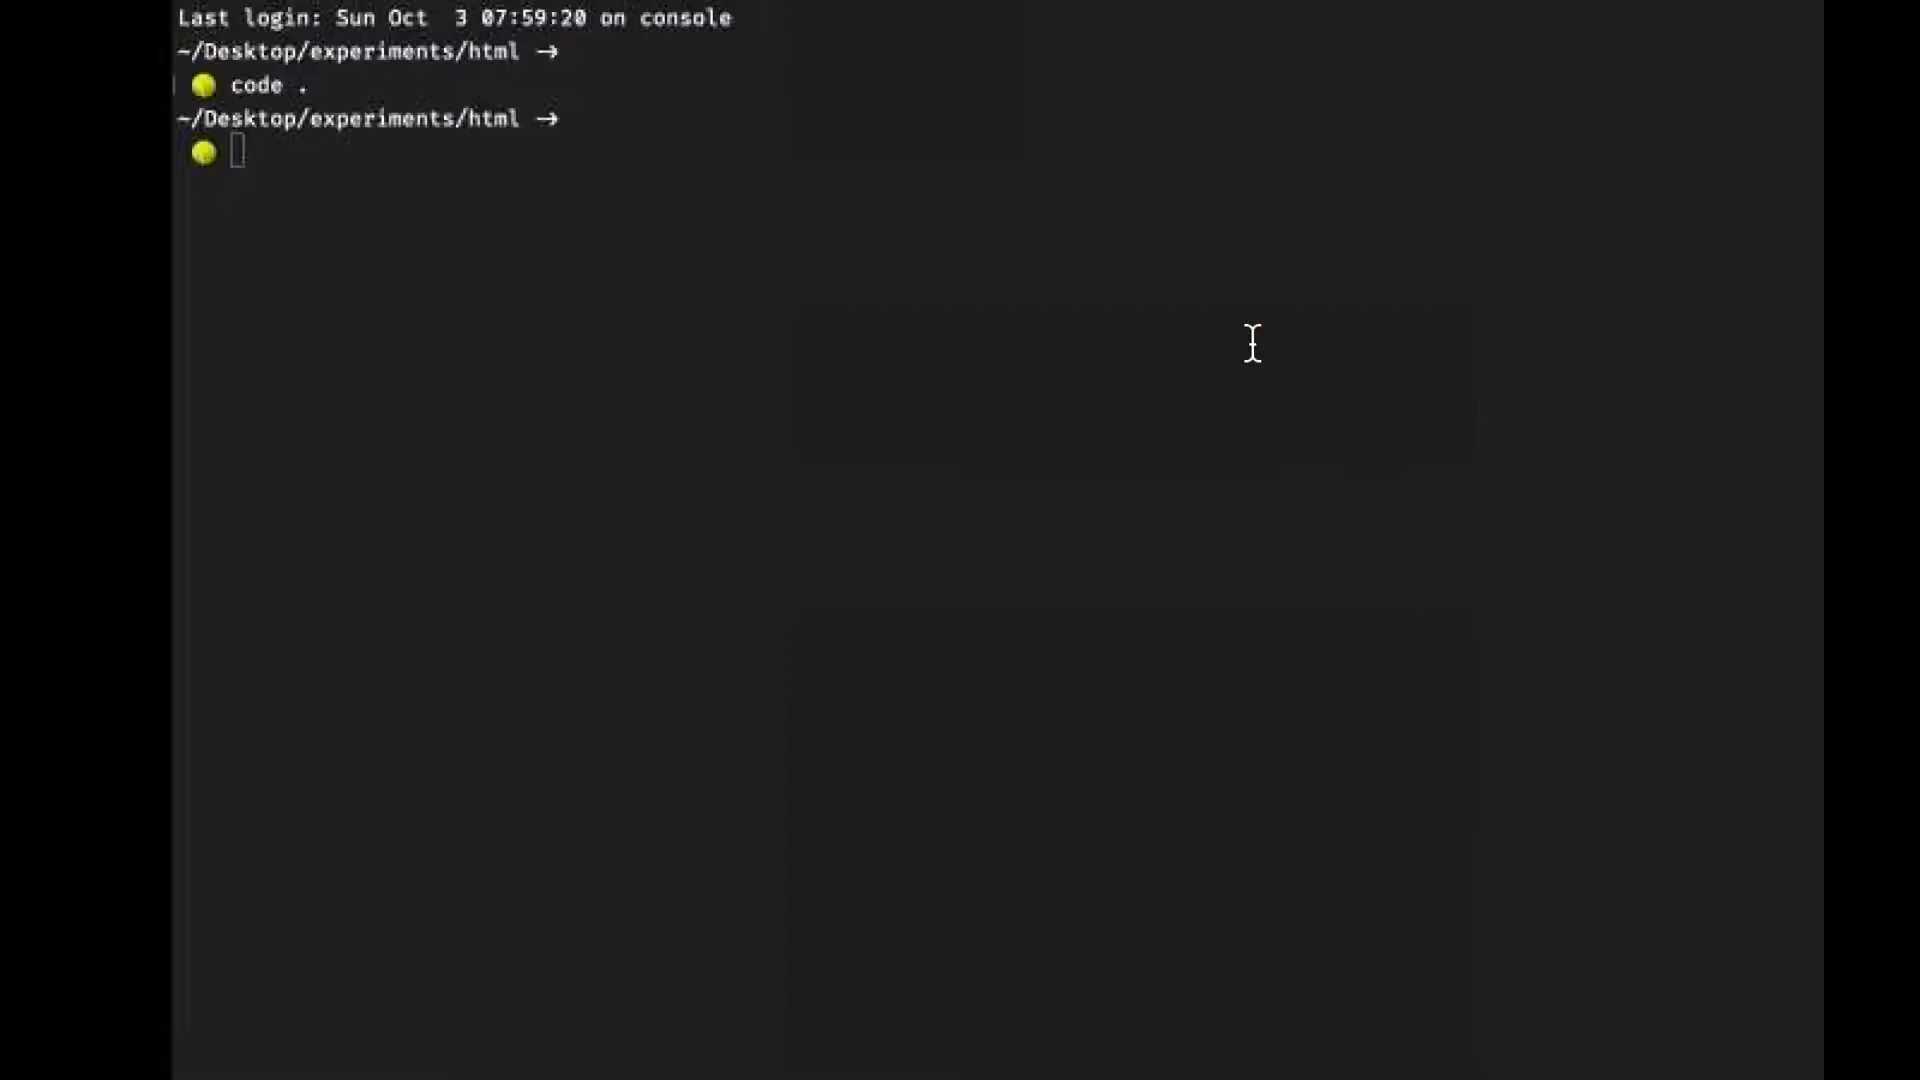 Last login: Sun Oct  3 07:59:20 on console
~/Desktop/experiments/html →
code .
~/Desktop/experiments/html →